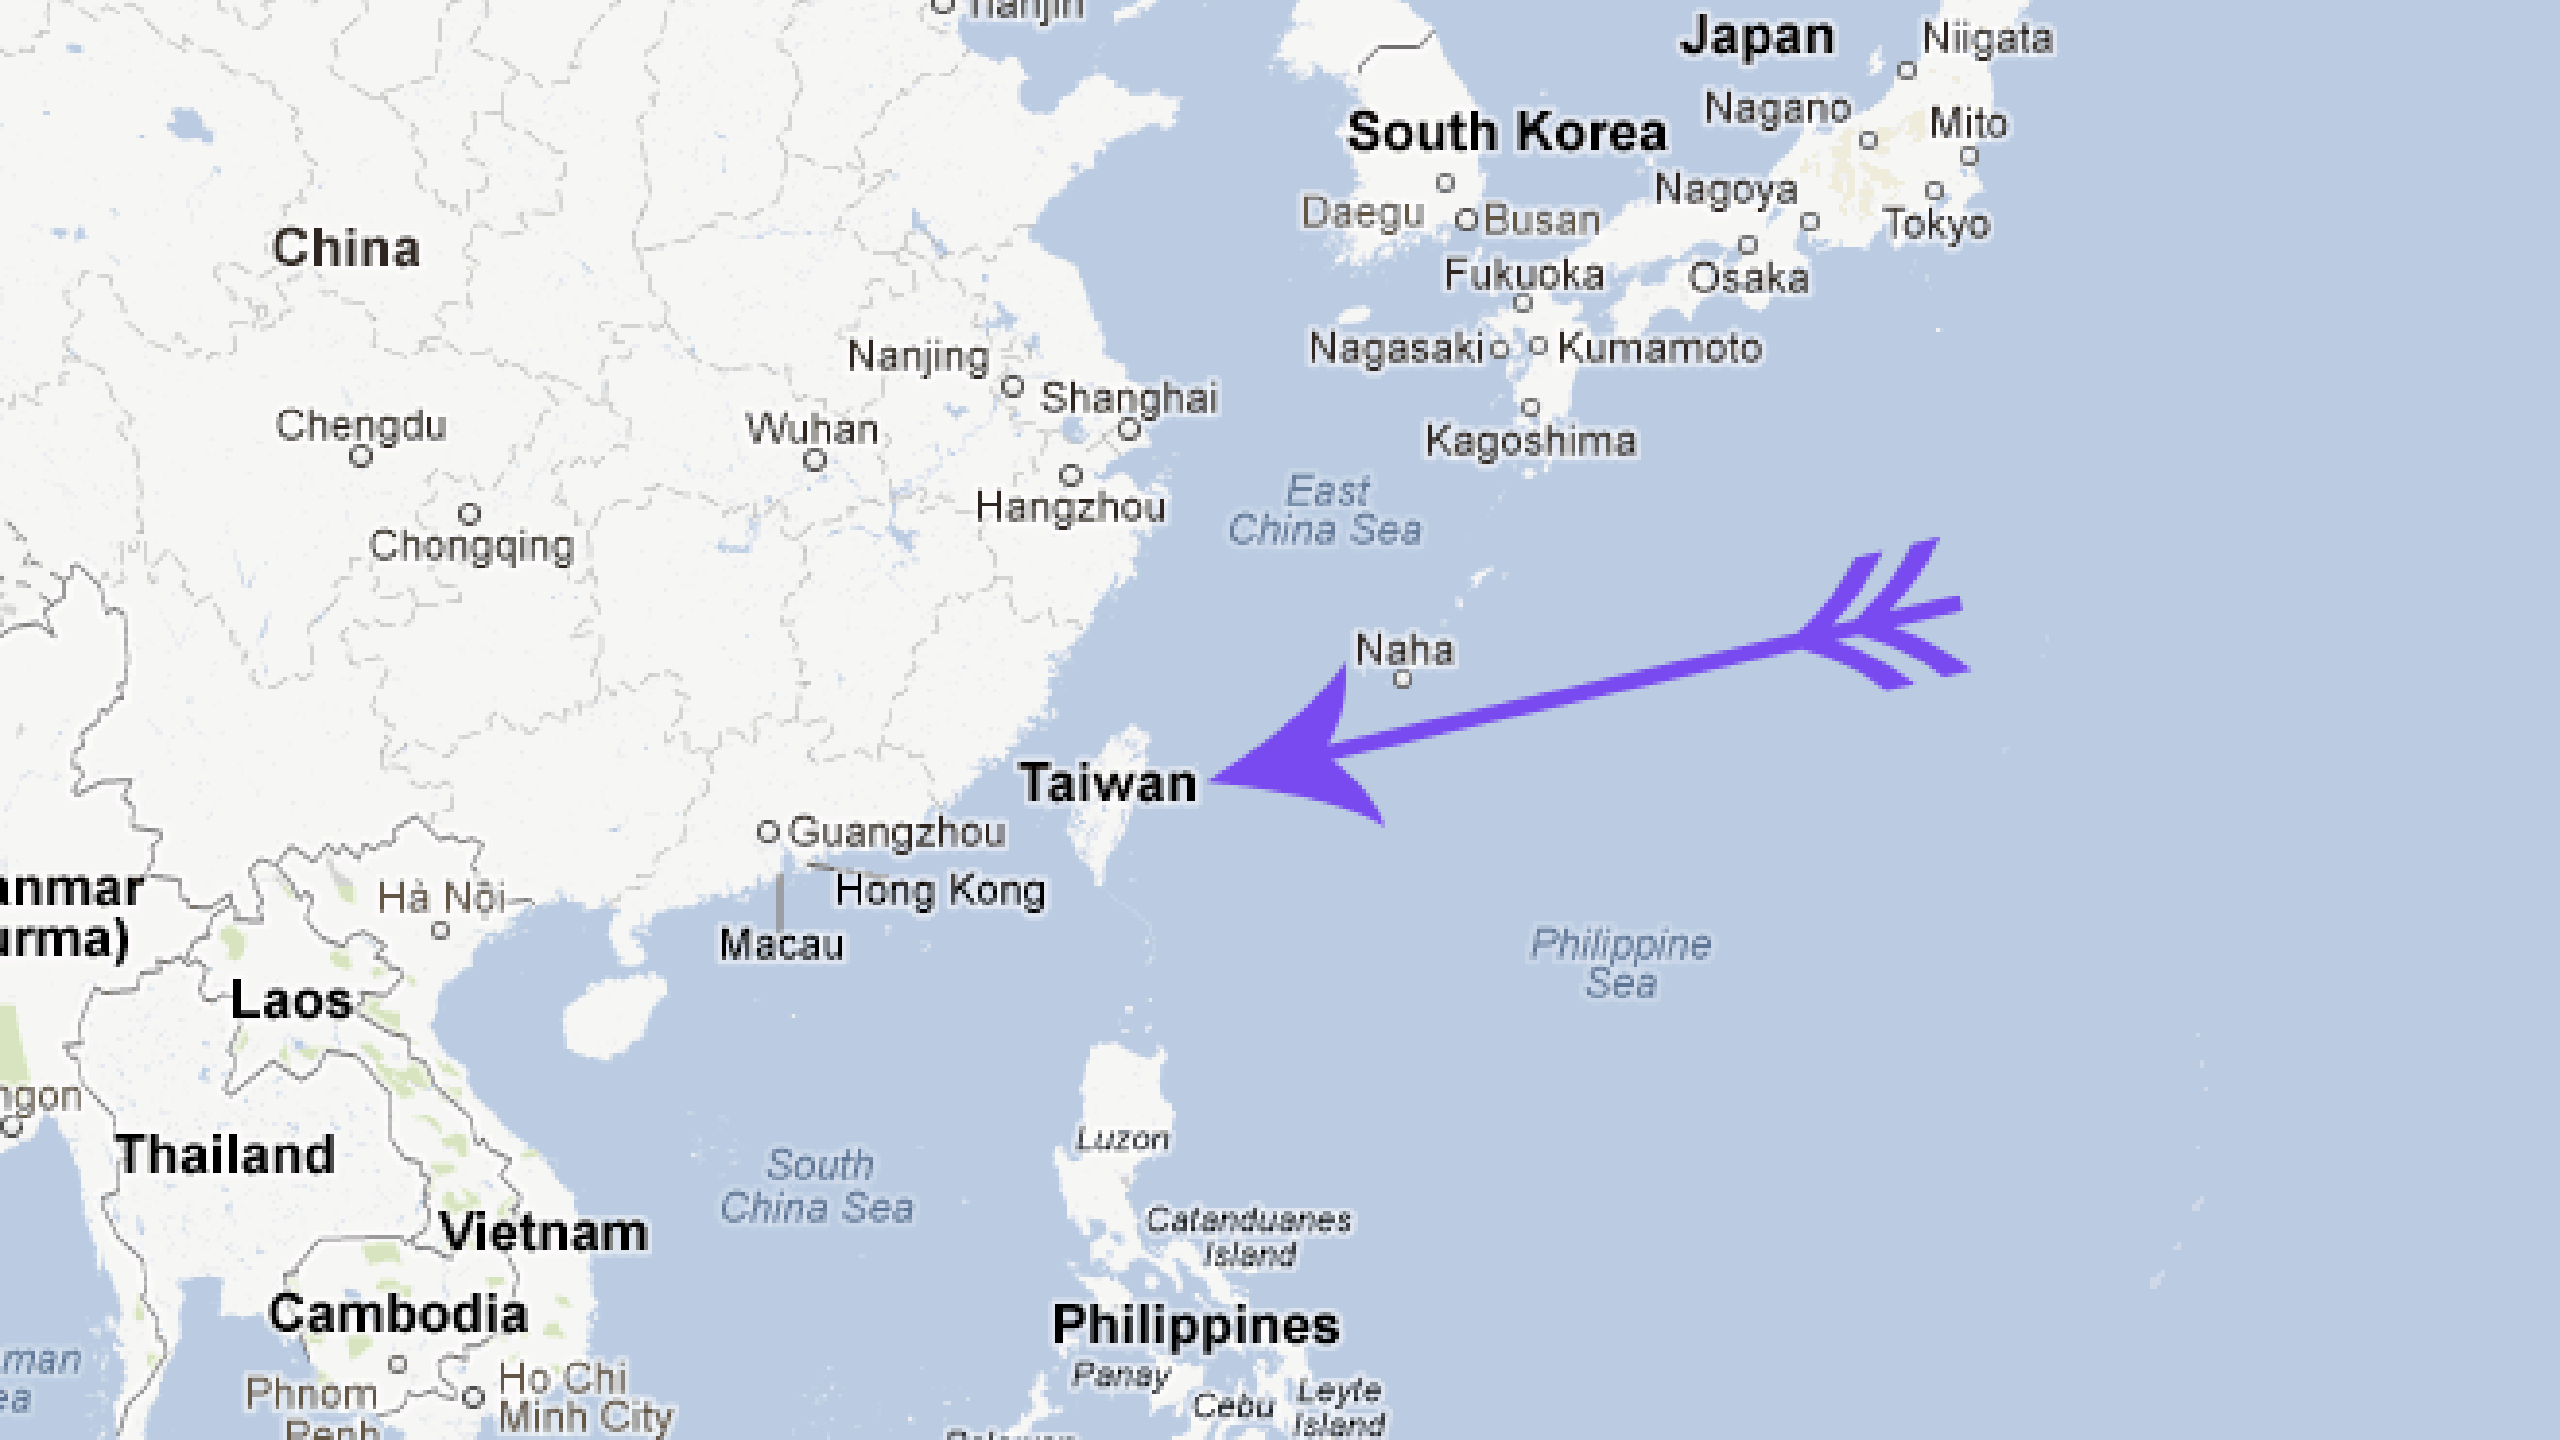 Tianjin
Japan
Niigata
Nagano
Mito
South Korea
Nagoya
Daegu
Busan
Tokyo
China
Fukuoka
Osaka
Nanjing
Nagasaki
Kumamoto
Shanghai
Chengdu
Wuhan
Kagoshima
Hangzhou
East
China Sea
Chongqing
Naha
Taiwan
Guangzhou
anmar
Hà Nội
Hong Kong
urma)
Macau
Philippine
Sea
Laos
ngon
Luzon
Thailand
South
China Sea
Vietnam
Catanduanes
Island
Cambodia
Philippines
man
ea
Phnom
Penh
Ho Chi
Minh City
Panay
Cebu
Leyte
Island